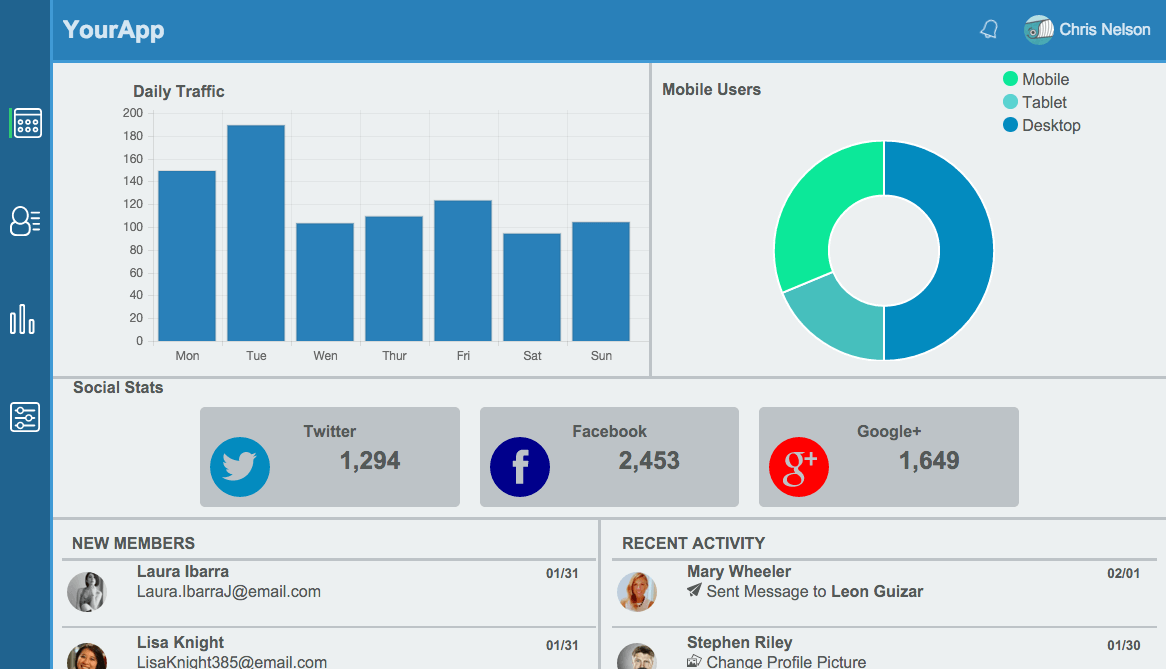 YourApp
Chris Nelson
Daily Traffic
200
180
160
140
120
100
80
60
40
20
0
Mon Tue Wen Thur Fri Sat Sun
Mobile Users
Mobile
Tablet
Desktop
Social Stats
Twitter
1,294
Facebook
2,453
Google+
1,649
NEW MEMBERS
Laura Ibarra 01/31
Laura.IbarraJ@email.com
Lisa Knight 01/31
LisaKnight385@email.com
RECENT ACTIVITY
Mary Wheeler 02/01
Sent Message to Leon Guizar
Stephen Riley 01/30
Change Profile Picture